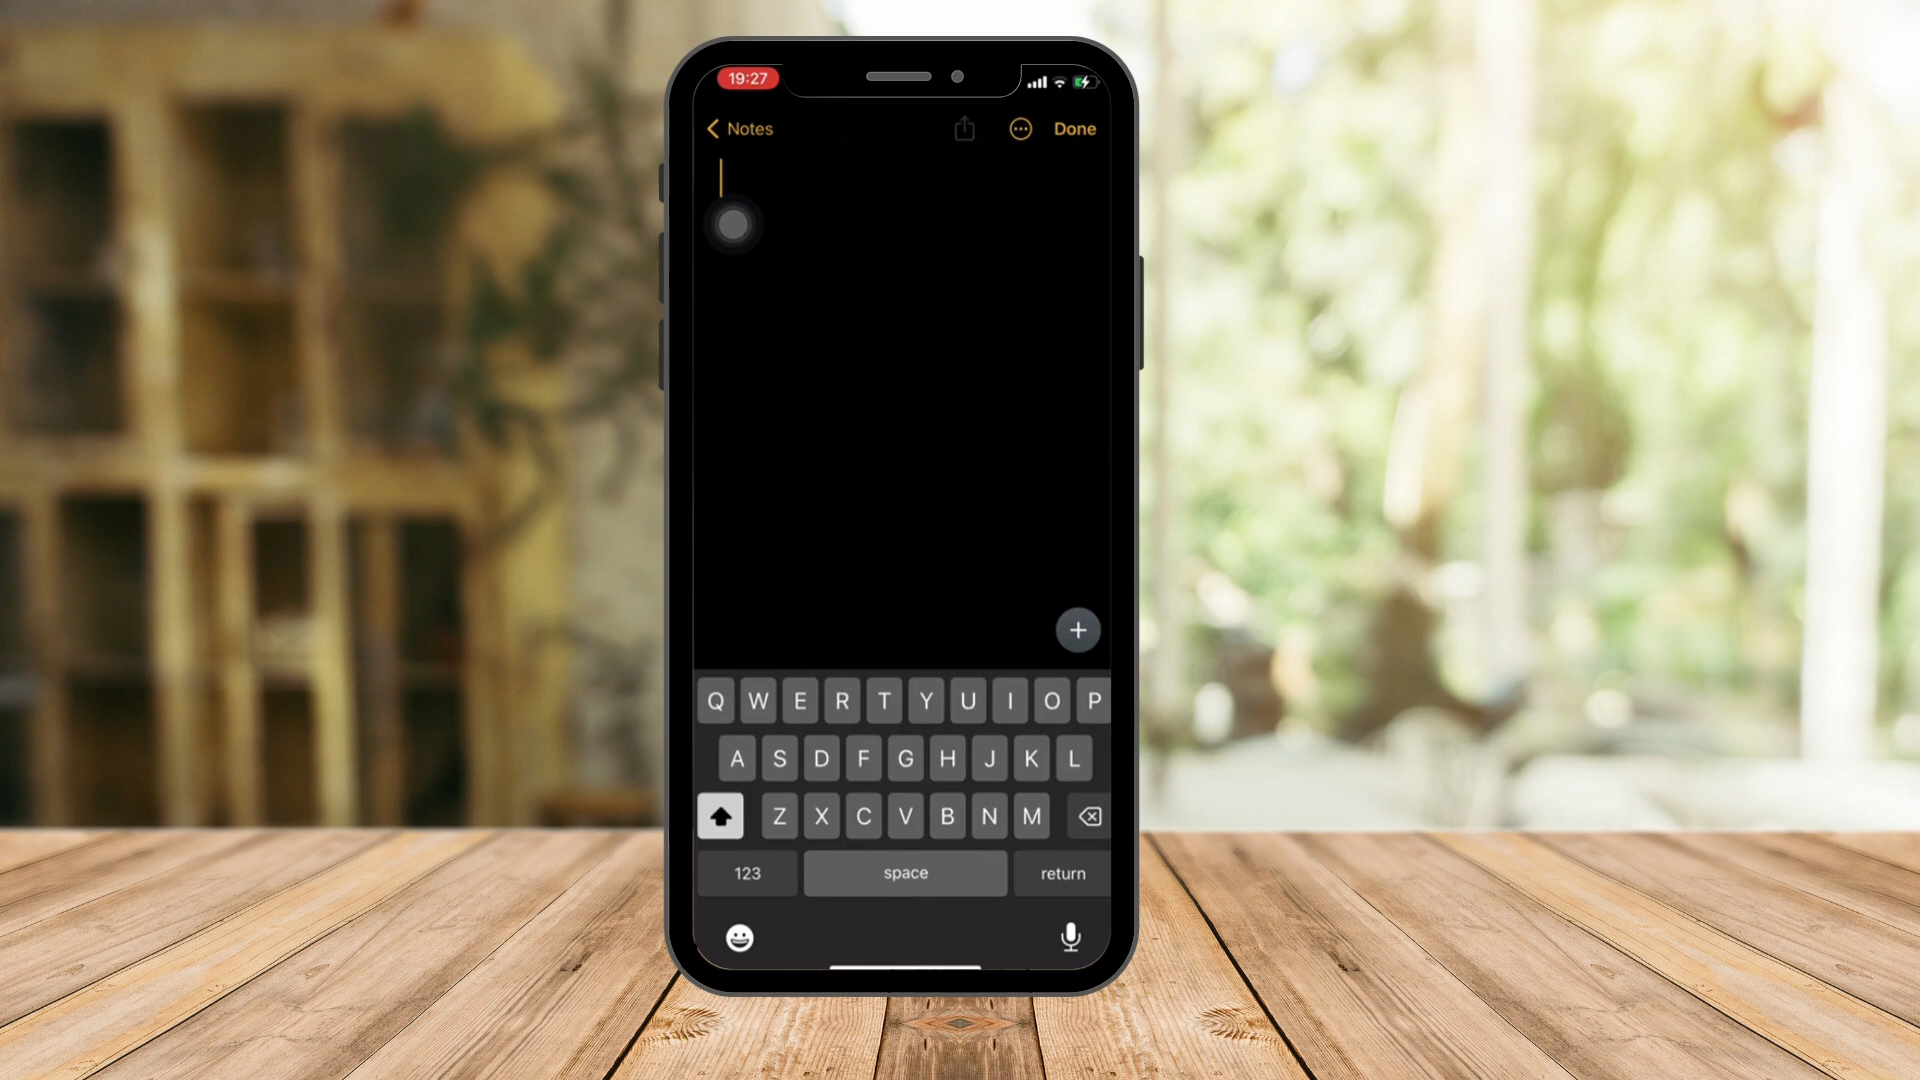 19:27
Notes
Done
Q W E R T Y U I O P
A S D F G H J K L
Z X C V B N M
123 space return